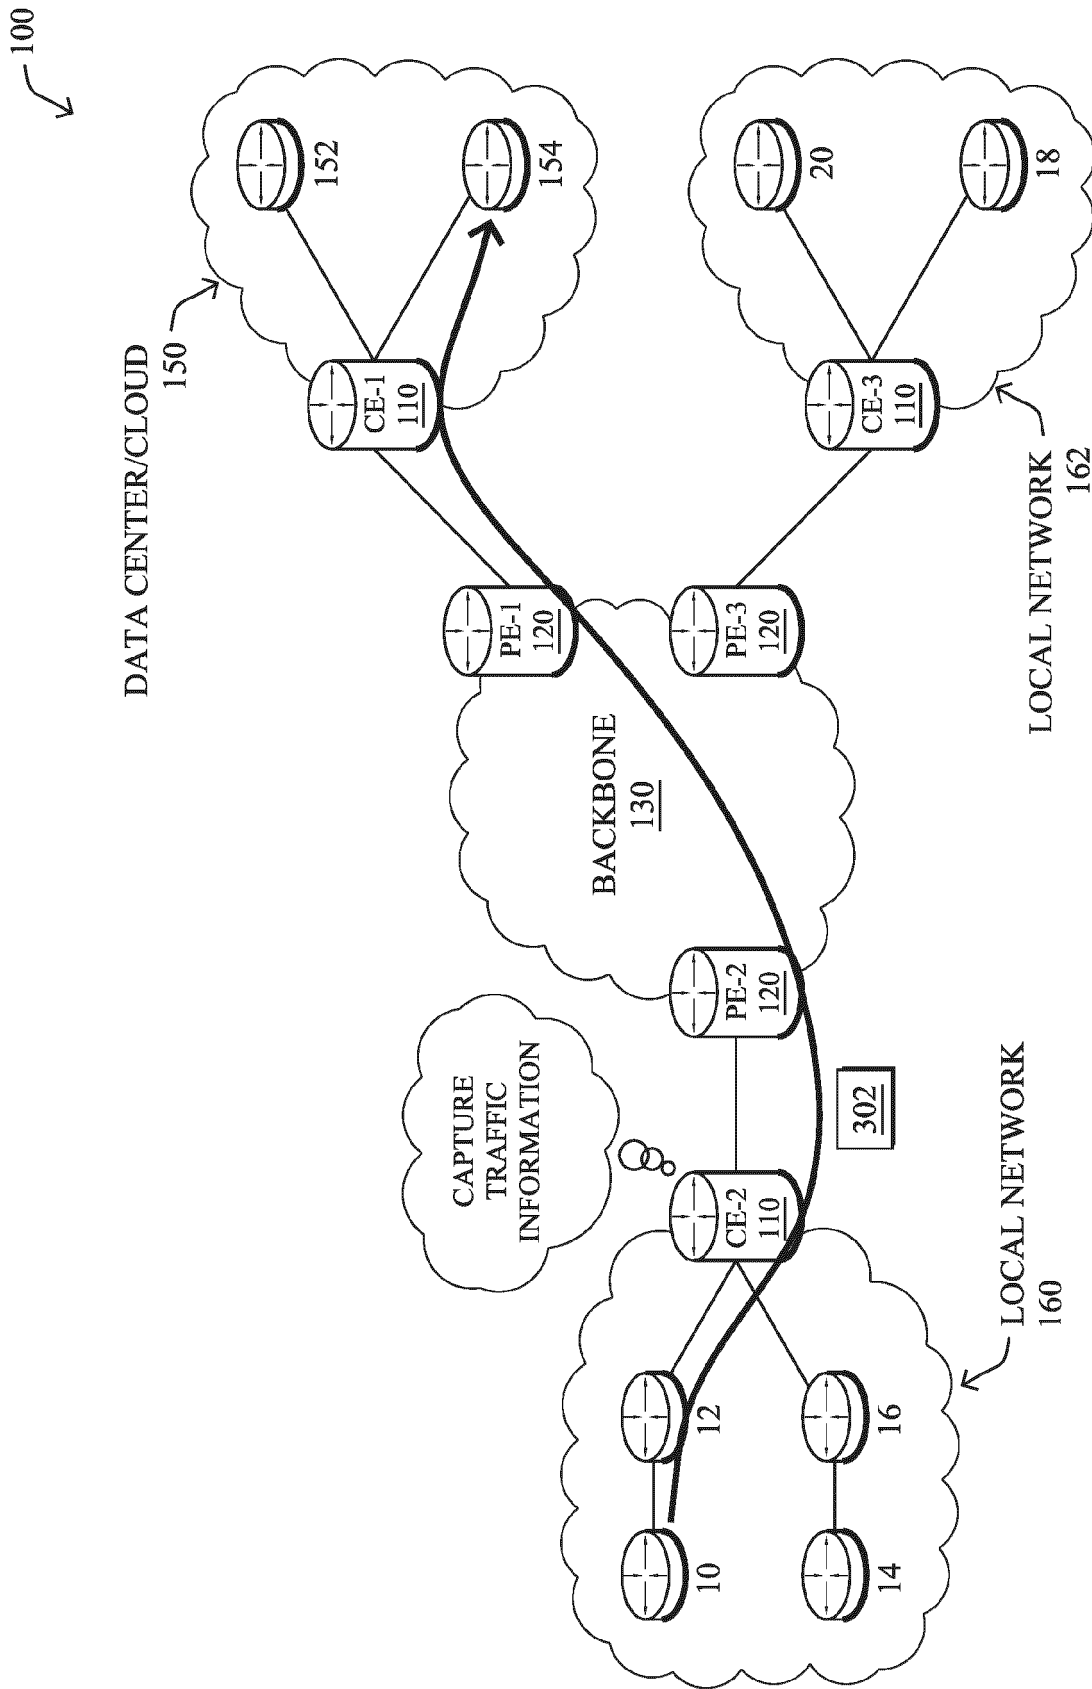 100
DATA CENTER/CLOUD
150
152
154
CE-1
110
PE-1
120
BACKBONE
130
PE-3
120
CE-3
110
20
18
LOCAL NETWORK
162
CAPTURE
TRAFFIC
INFORMATION
PE-2
120
CE-2
110
302
10
12
14
16
LOCAL NETWORK
160